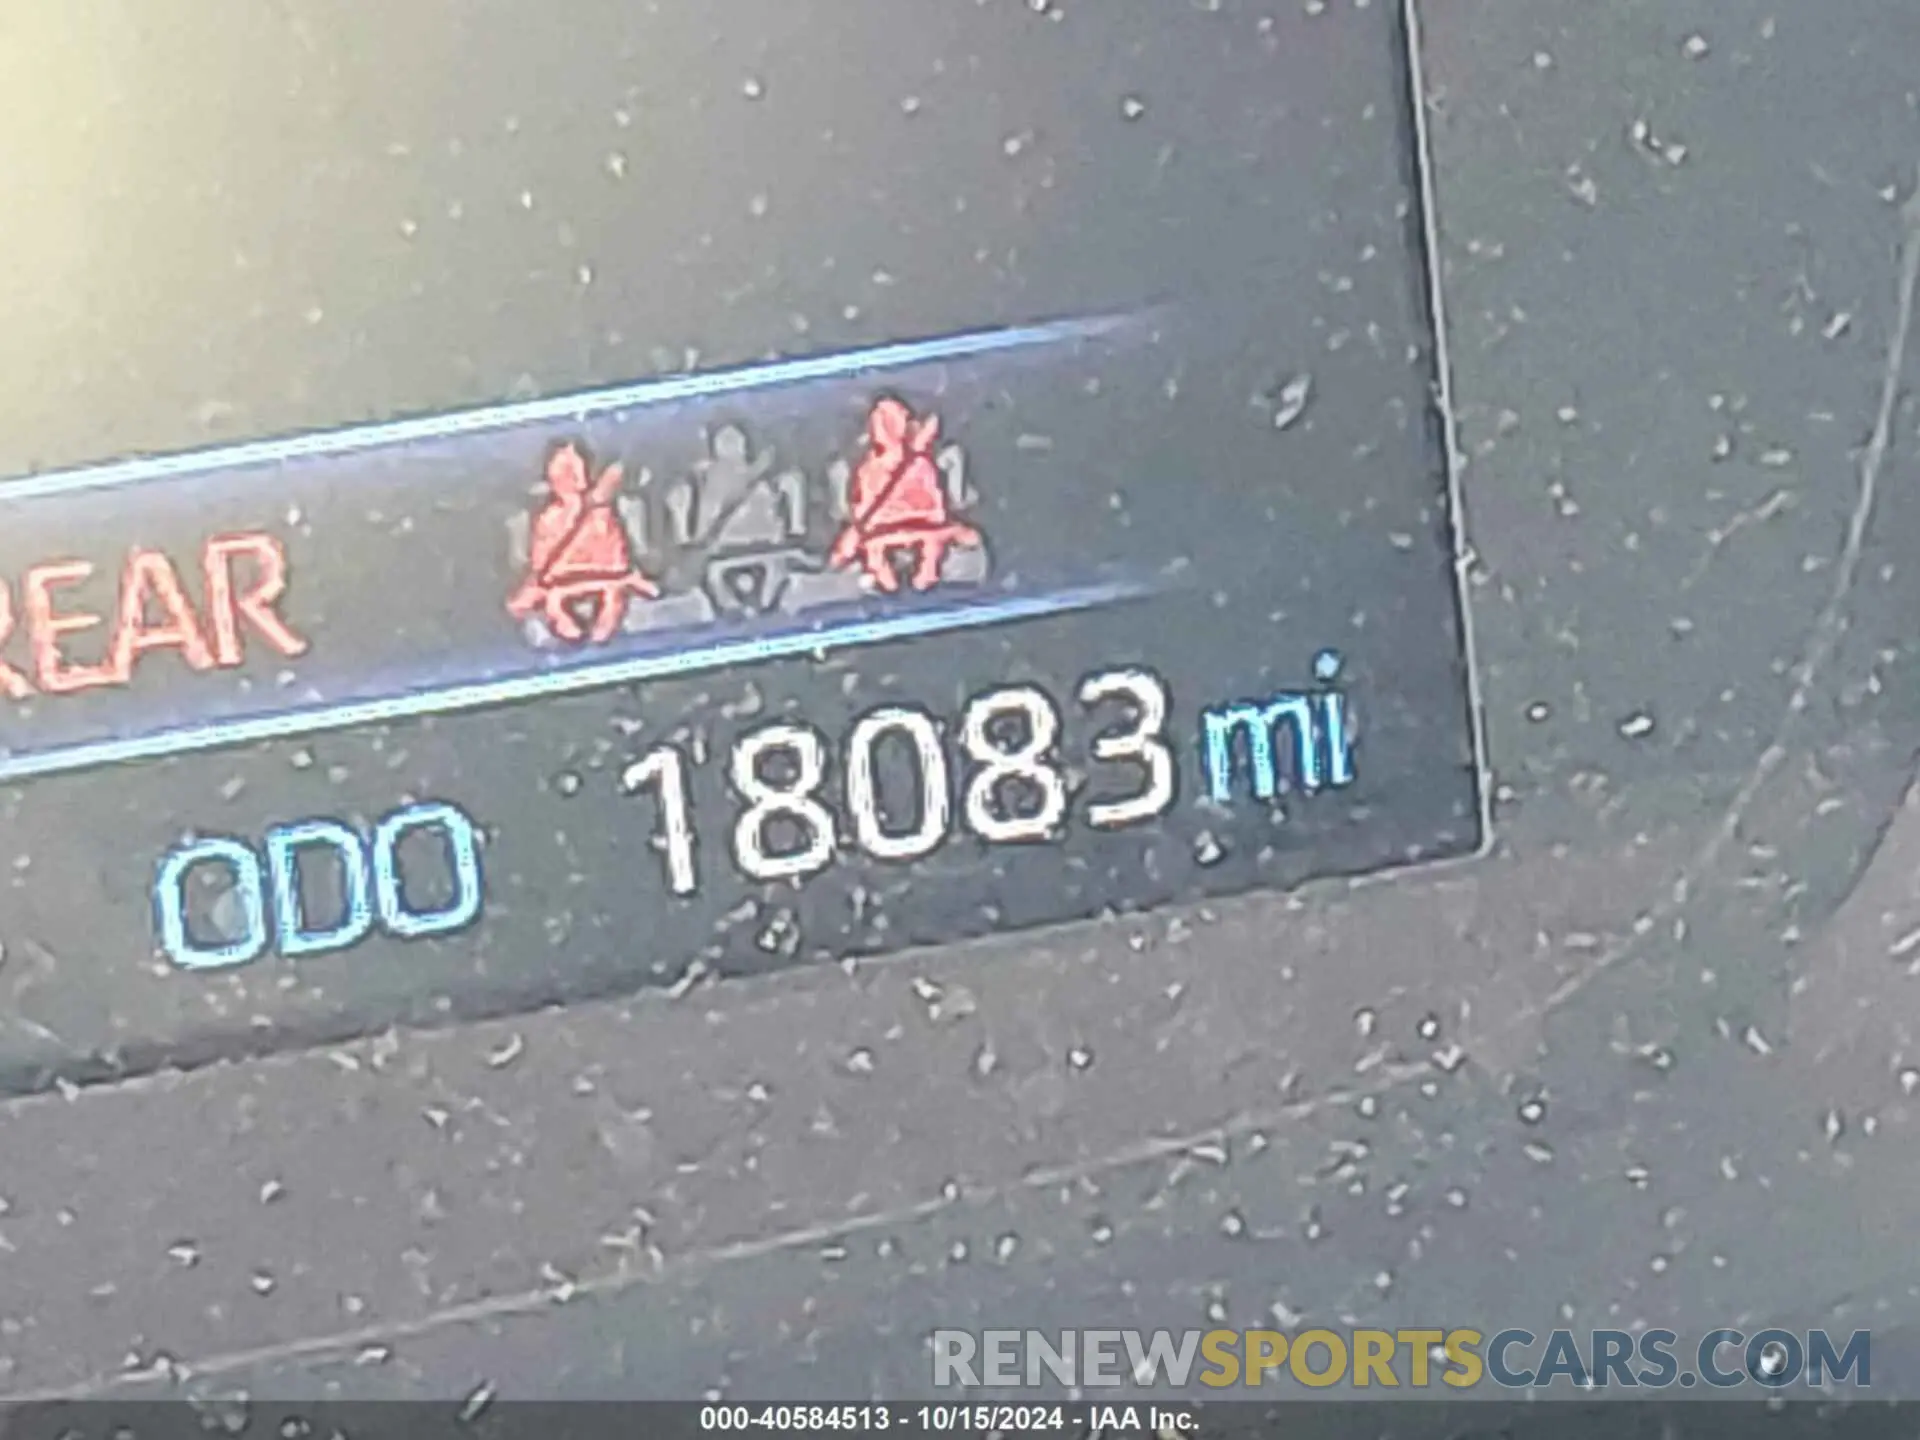 REAR
ODO 18083 mi
RENEWSPORTSCARS.COM
000-40584513 - 10/15/2024 - IAA Inc.